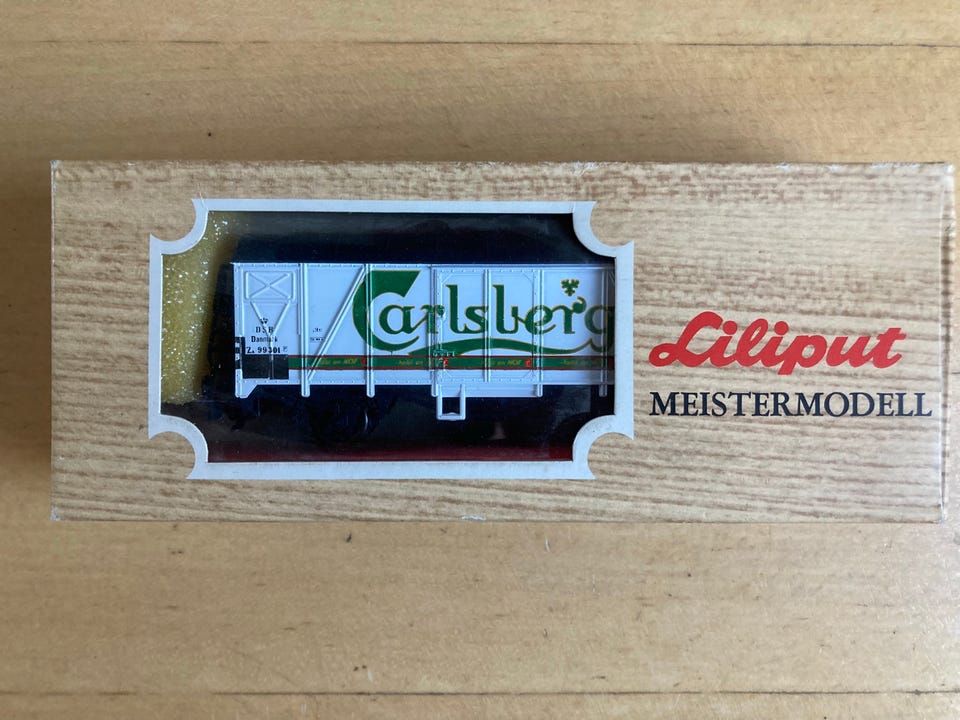 Carlsberg
DSB
Danmark
99301
Liliput
MEISTERMODELL